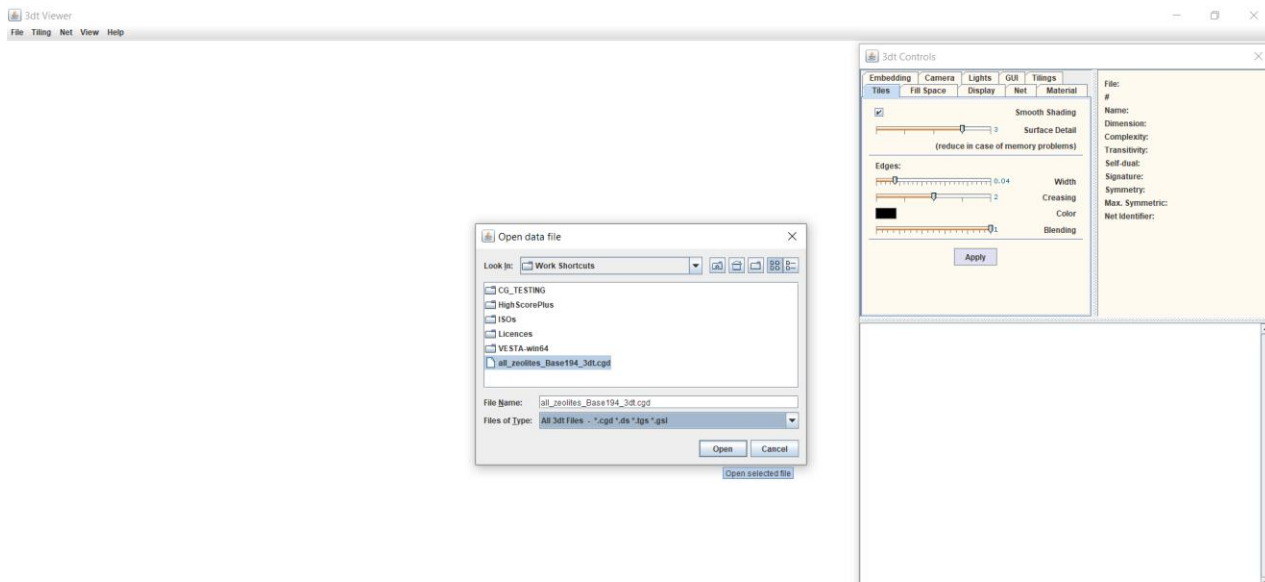 3dt Viewer
File Tiling Net View Help
3dt Controls
Embedding Camera Lights GUI Tilings
Tiles Fill Space Display Net Material
Smooth Shading
3 Surface Detail
(reduce in case of memory problems)
Edges:
0.04 Width
2 Creasing
Color
1 Blending
Apply
File:
#
Name:
Dimension:
Complexity:
Transitivity:
Self-dual:
Signature:
Symmetry:
Max. Symmetric:
Net Identifier:
Open data file
Look In: Work Shortcuts
CG_TESTING
HighScorePlus
ISOs
Licences
VESTA-win64
all_zeolites_Base194_3dt.cgd
File Name: all_zeolites_Base194_3dt.cgd
Files of Type: All 3dt Files - *.cgd *.ds *.tgs *.gsl
Open Cancel
Open selected file